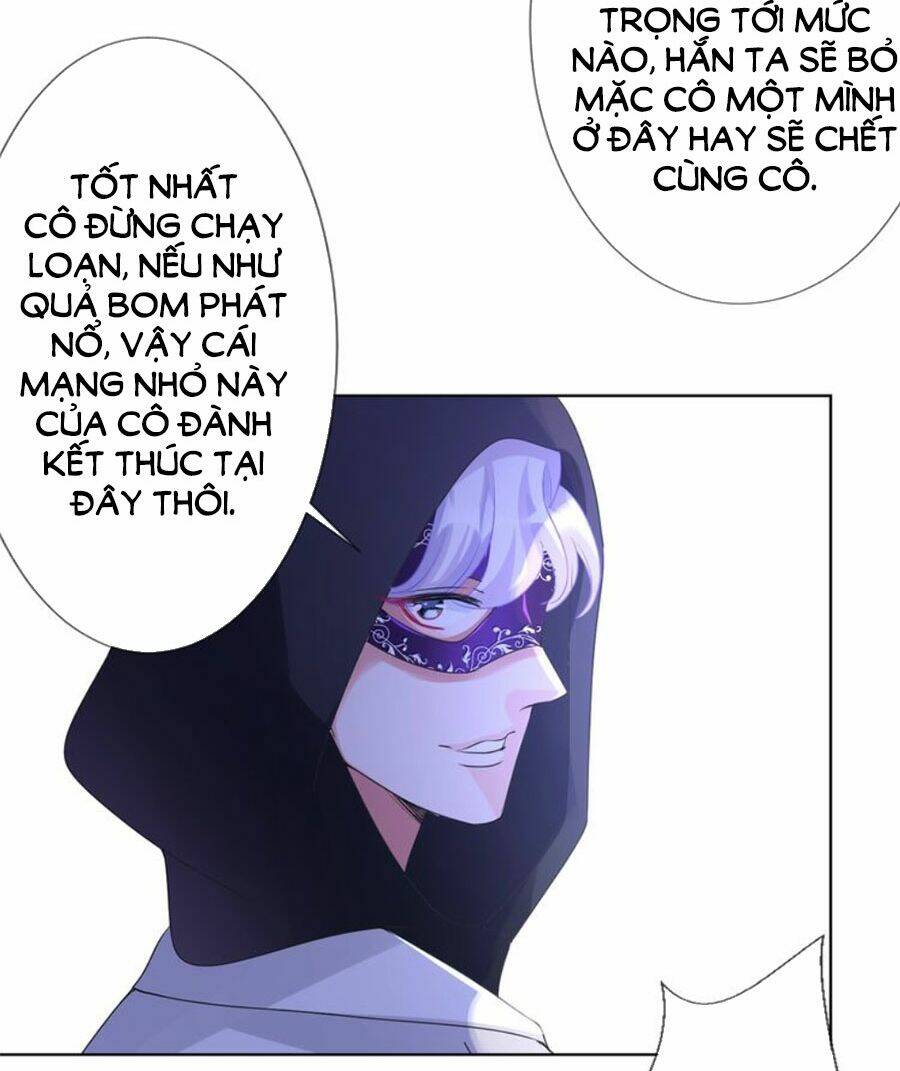 TRỌNG TỚI MỨC
NÀO, HẮN TA SẼ BỎ
MẶC CÔ MỘT MÌNH
Ở ĐÂY HAY SẼ CHẾT
CÙNG CÔ.
TỐT NHẤT
CÔ ĐỪNG CHẠY
LOẠN, NẾU NHƯ
QUẢ BOM PHÁT
NỔ, VẬY CÁI
MẠNG NHỎ NÀY
CỦA CÔ ĐÀNH
KẾT THÚC TẠI
ĐÂY THÔI.